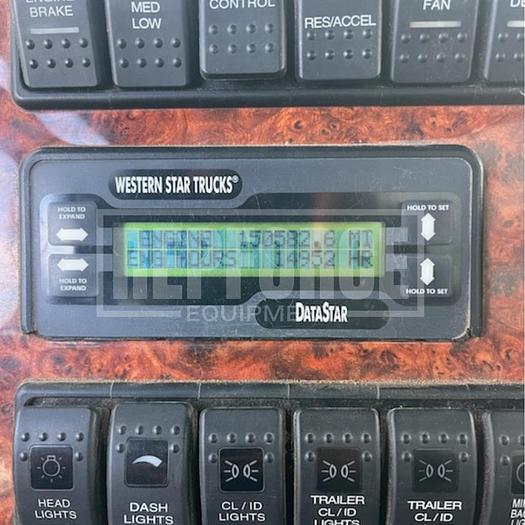 ENGINE
BRAKE
MED
LOW
CONTROL
RES/ACCEL
FAN
WESTERN STAR TRUCKS®
HOLD TO
EXPAND
HOLD TO SET
ENGINE 150582.6 MI
ENG HOURS 14952 HR
HOLD TO
EXPAND
HOLD TO SET
EQUIPMENT
DATASTAR
HEAD
LIGHTS
DASH
LIGHTS
CL / ID
LIGHTS
TRAILER
CL / ID
LIGHTS
TRAILER
LIGHTS